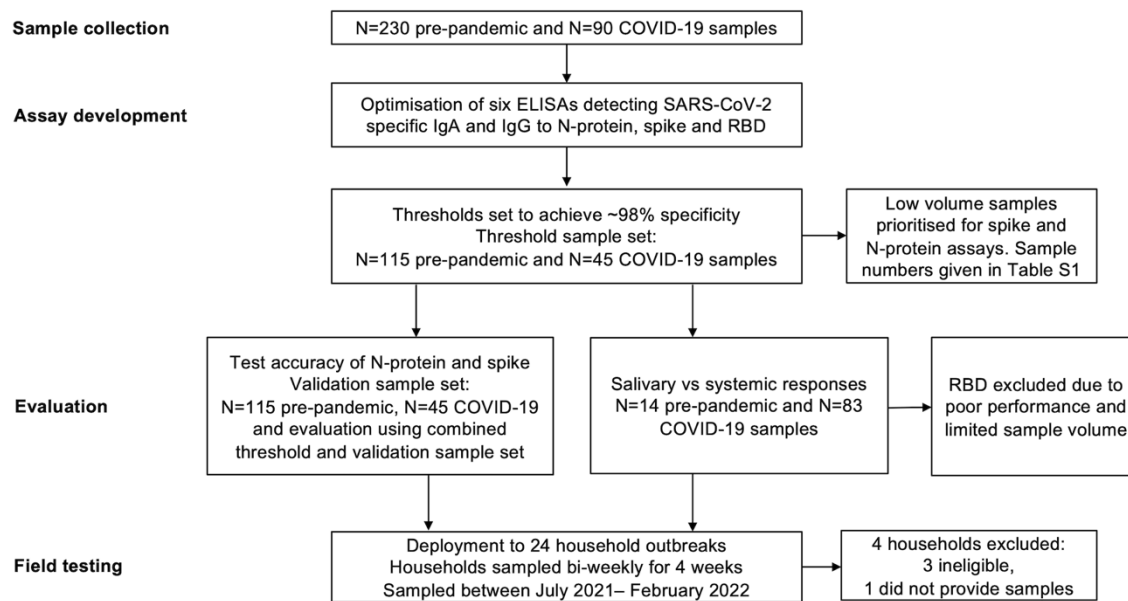 Sample collection
N=230 pre-pandemic and N=90 COVID-19 samples
Assay development
Optimisation of six ELISAs detecting SARS-CoV-2
specific IgA and IgG to N-protein, spike and RBD
Thresholds set to achieve ~98% specificity
Threshold sample set:
N=115 pre-pandemic and N=45 COVID-19 samples
Low volume samples
prioritised for spike and
N-protein assays. Sample
numbers given in Table S1
Evaluation
Test accuracy of N-protein and spike
Validation sample set:
N=115 pre-pandemic, N=45 COVID-19
and evaluation using combined
threshold and validation sample set
Salivary vs systemic responses
N=14 pre-pandemic and N=83
COVID-19 samples
RBD excluded due to
poor performance and
limited sample volume
Field testing
Deployment to 24 household outbreaks
Households sampled bi-weekly for 4 weeks
Sampled between July 2021– February 2022
4 households excluded:
3 ineligible,
1 did not provide samples